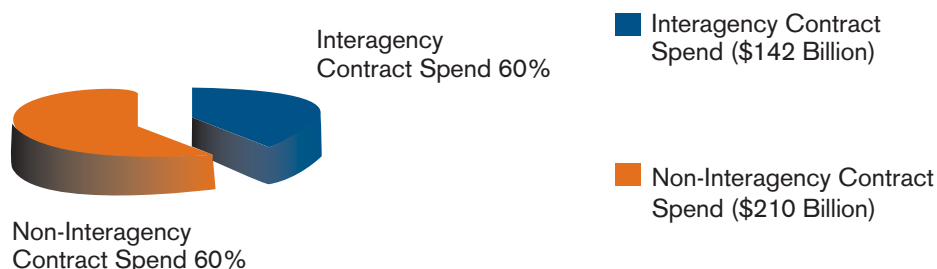 Interagency
Contract Spend 60%
Non-Interagency
Contract Spend 60%
Interagency Contract
Spend ($142 Billion)
Non-Interagency Contract
Spend ($210 Billion)